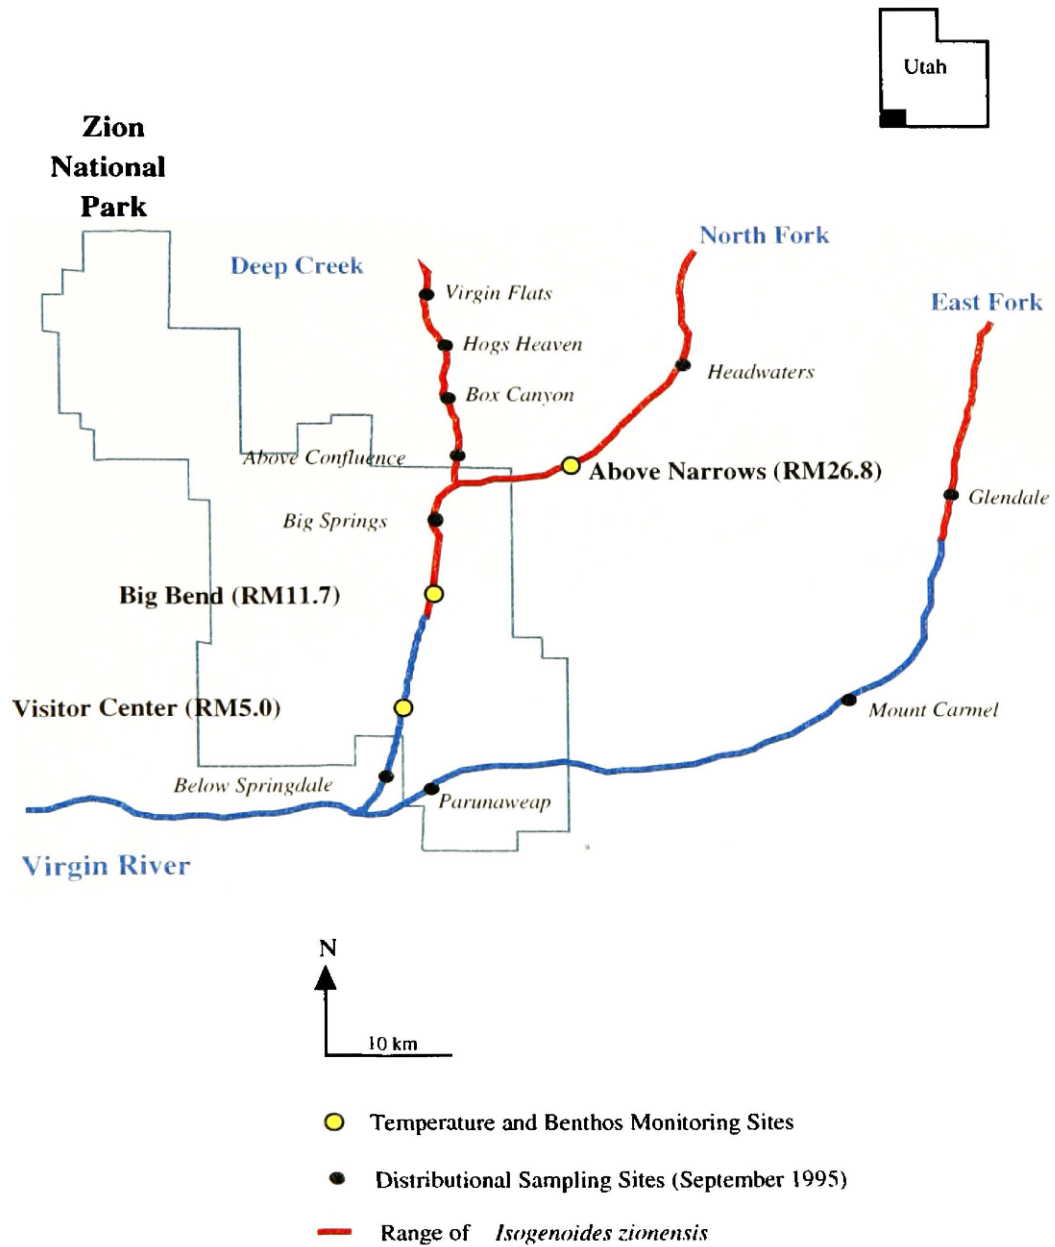 Utah
Zion
National
Park
North Fork
Deep Creek
Virgin Flats
East Fork
Hogs Heaven
Headwaters
Box Canyon
Above Confluence
Above Narrows (RM26.8)
Glendale
Big Springs
Big Bend (RM11.7)
Visitor Center (RM5.0)
Mount Carmel
Below Springdale
Parunaweap
Virgin River
N
10 km
Temperature and Benthos Monitoring Sites
Distributional Sampling Sites (September 1995)
Range of Isogenoides zionensis